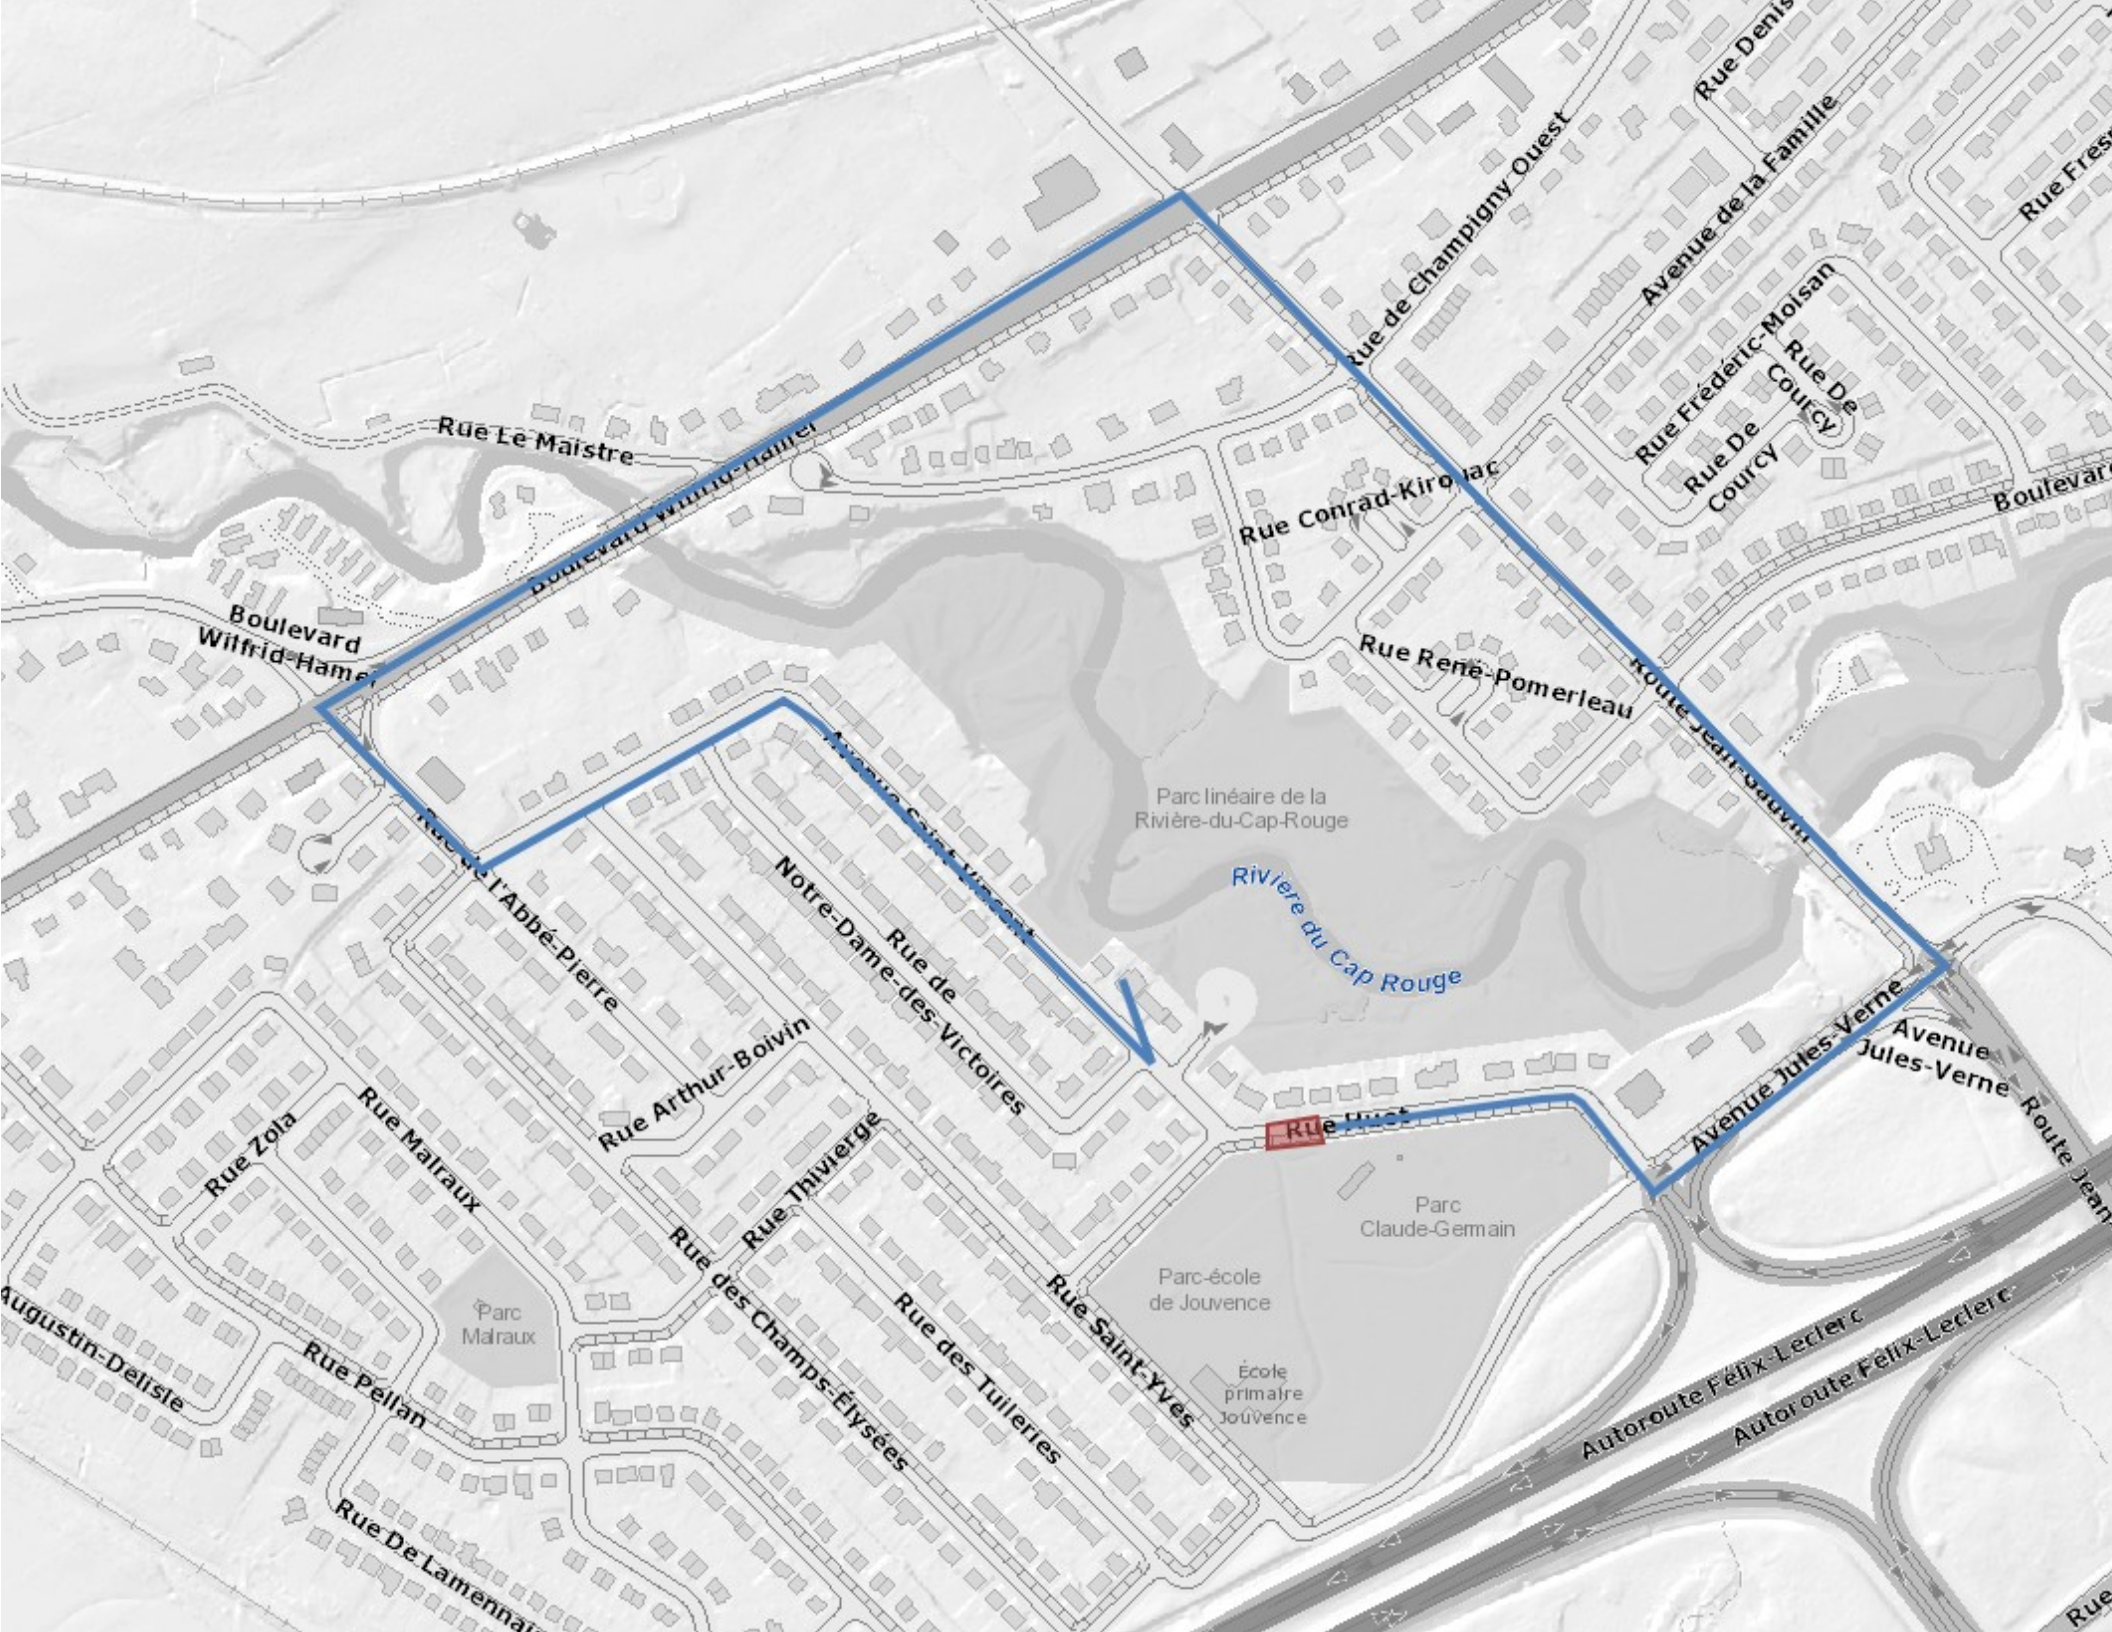 Rue Denis
Rue Fres
Avenue de la Famille
Rue de Champigny Ouest
Rue Frédéric-Moisan
Rue De
Courcy
Rue De
Courcy
Boulevard
Rue Le Maistre
Boulevard Wilfrid-Hamel
Rue Conrad-Kirouac
Boulevard
Wilfrid-Hamel
Rue René-Pomerleau
Route Jean-Gauvin
Avenue Saint-Vincent
Parc linéaire de la
Rivière-du-Cap-Rouge
Rivière du Cap Rouge
Rue de l'Abbé-Pierre
Rue de
Notre-Dame-des-Victoires
Avenue Jules-Verne
Avenue
Jules-Verne
Route Jean
Rue Arthur-Boivin
Rue Huet
Rue Malraux
Rue Zola
Rue Thivierge
Parc
Claude-Germain
Parc-école
de Jouvence
Rue des Champs-Élysées
Rue des Tuileries
Rue Saint-Yves
Parc
Malraux
Augustin-Delisle
Rue Pellan
École
primaire
Jouvence
Autoroute Félix-Leclerc
Autoroute Félix-Leclerc
Rue De Lamennais
Rue